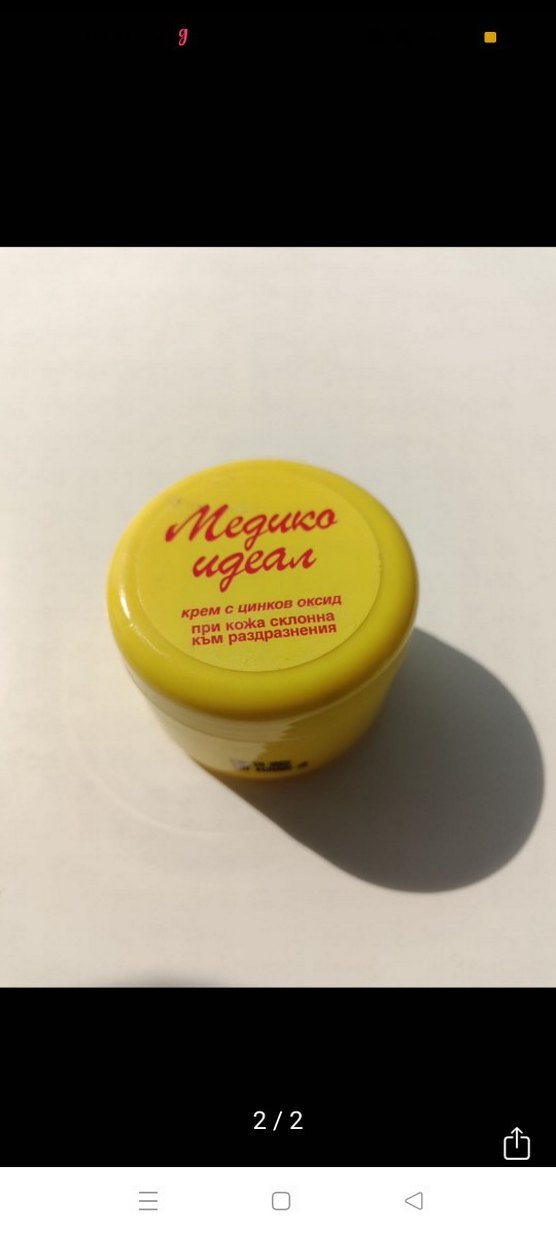 Медико
идеал
крем с цинков оксид
при кожа склонна
към раздразнения
2 / 2